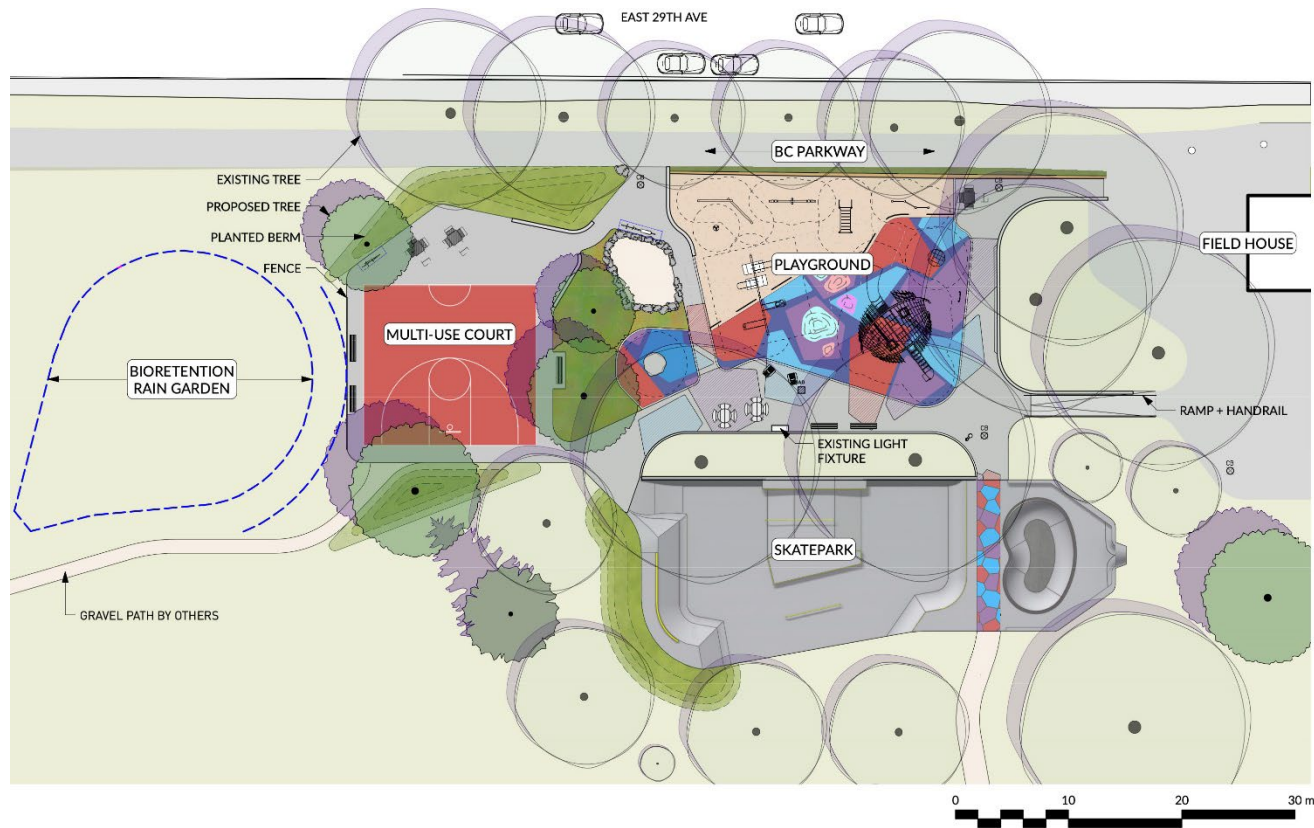 EAST 29TH AVE
BC PARKWAY
EXISTING TREE
PROPOSED TREE
PLANTED BERM
FENCE
FIELD HOUSE
PLAYGROUND
MULTI-USE COURT
BIORETENTION
RAIN GARDEN
RAMP + HANDRAIL
EXISTING LIGHT
FIXTURE
SKATEPARK
GRAVEL PATH BY OTHERS
0 10 20 30 m